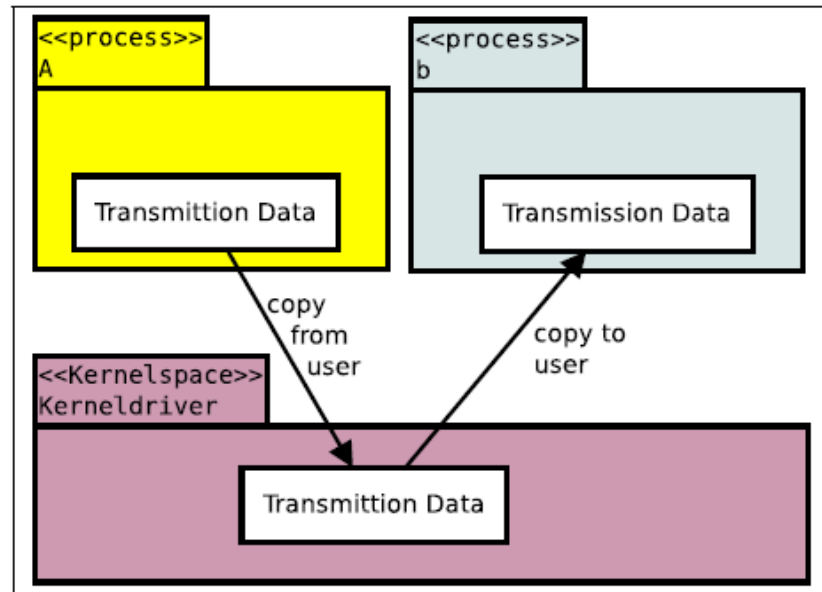 <<process>>
A
<<process>>
b
Transmittion Data
Transmission Data
copy
from
user
copy to
user
<<Kernelspace>>
Kerneldriver
Transmittion Data